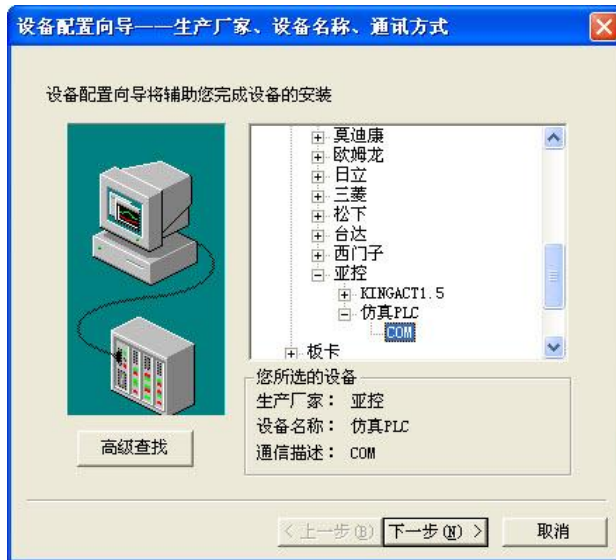 设备配置向导——生产厂家、设备名称、通讯方式
设备配置向导将辅助您完成设备的安装
莫迪康
欧姆龙
日立
三菱
松下
台达
西门子
亚控
KINGACT1.5
仿真PLC
COM
板卡
您所选的设备
生产厂家： 亚控
设备名称： 仿真PLC
通信描述： COM
高级查找
< 上一步(B)
下一步(N) >
取消